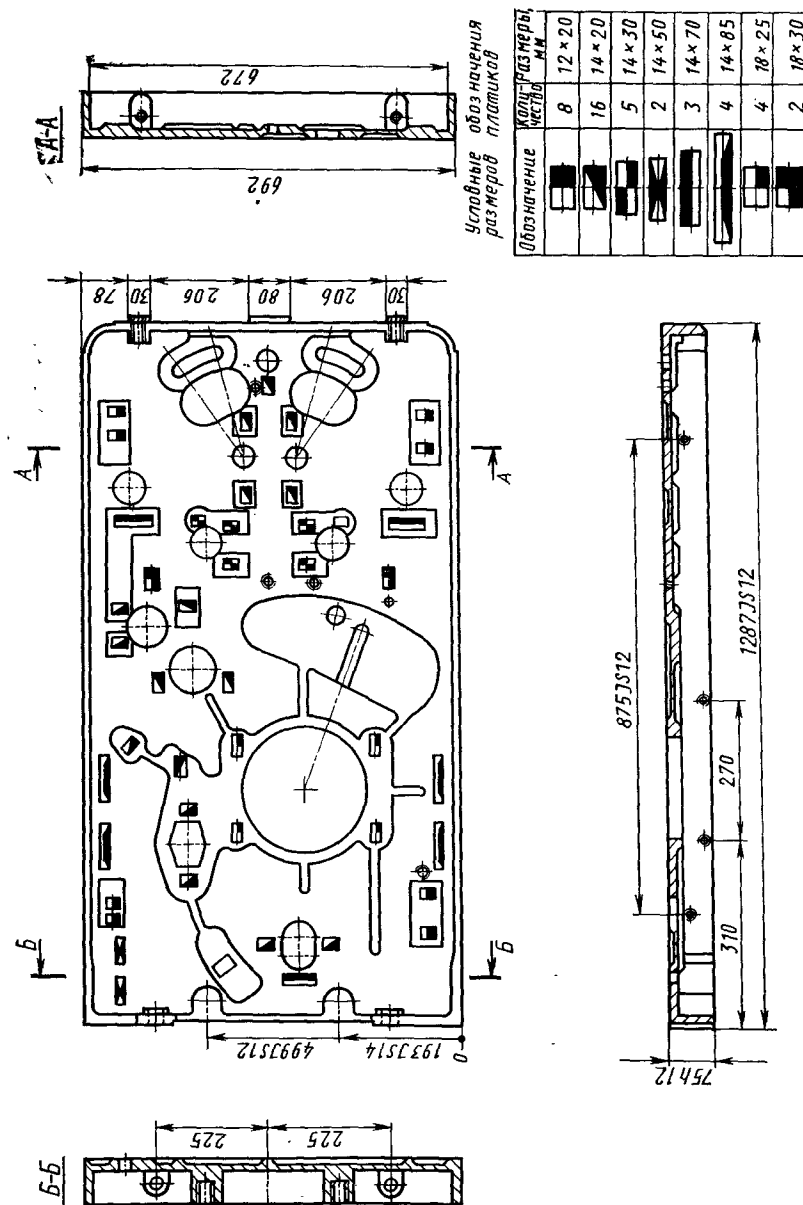 А-А
672
692
Условные обозначения
размеров платиков
Обозначение Коли-чество Размеры, мм
8 12×20
16 14×20
5 14×30
2 14×50
3 14×70
4 14×85
4 18×25
2 18×30
78
30
206
80
206
30
А
А
Б
Б
499JS12
193JS14
0
875JS12
1287JS12
270
310
75h12
Б-Б
225
225